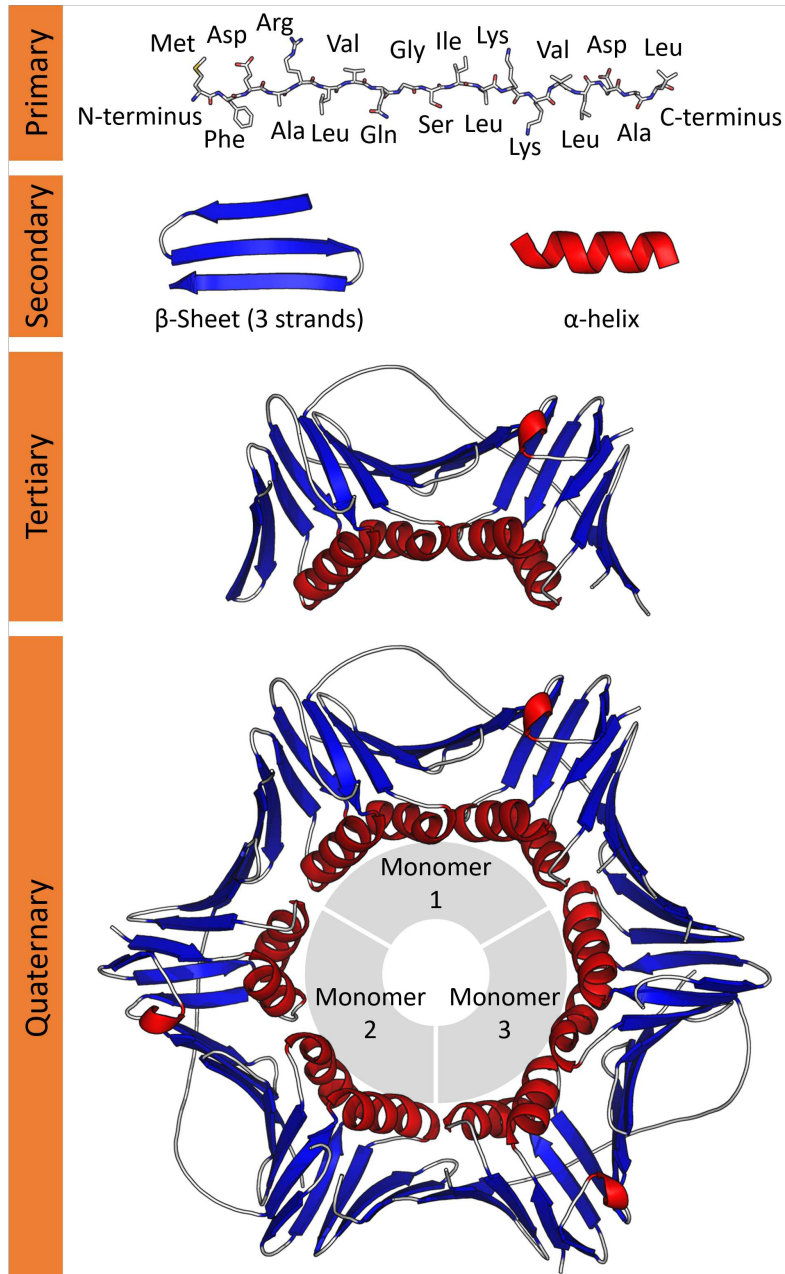 Primary
Met Asp Arg Val Gly Ile Lys Val Asp Leu
N-terminus C-terminus
Phe Ala Leu Gln Ser Leu Lys Leu Ala
Secondary
β-Sheet (3 strands) α-helix
Tertiary
Quaternary
Monomer
1
Monomer
2
Monomer
3